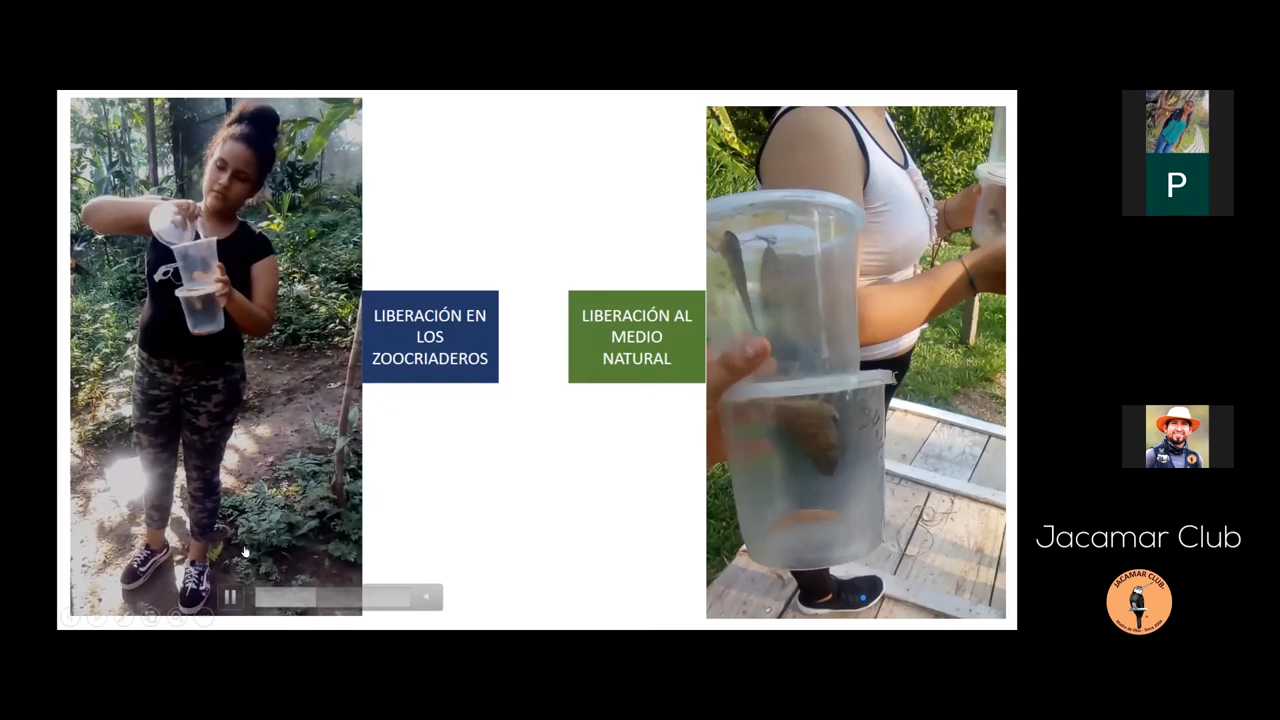 LIBERACIÓN EN
LOS
ZOOCRIADEROS
LIBERACIÓN AL
MEDIO
NATURAL
P
Jacamar Club
JACAMAR CLUB